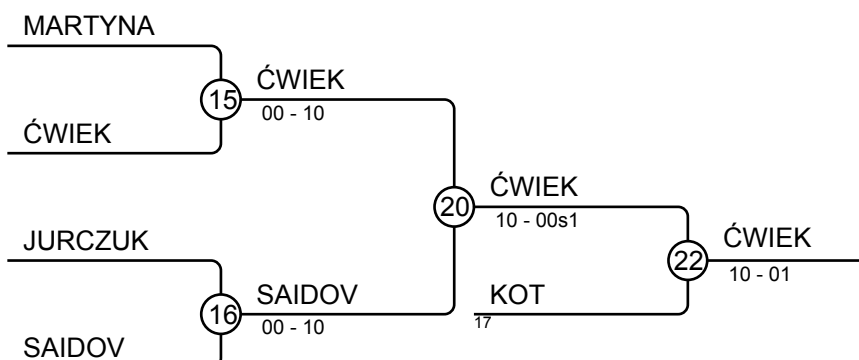 MARTYNA
15
ĆWIEK
00 - 10
ĆWIEK
20
ĆWIEK
10 - 00s1
JURCZUK
22
ĆWIEK
10 - 01
16
SAIDOV
00 - 10
KOT
17
SAIDOV